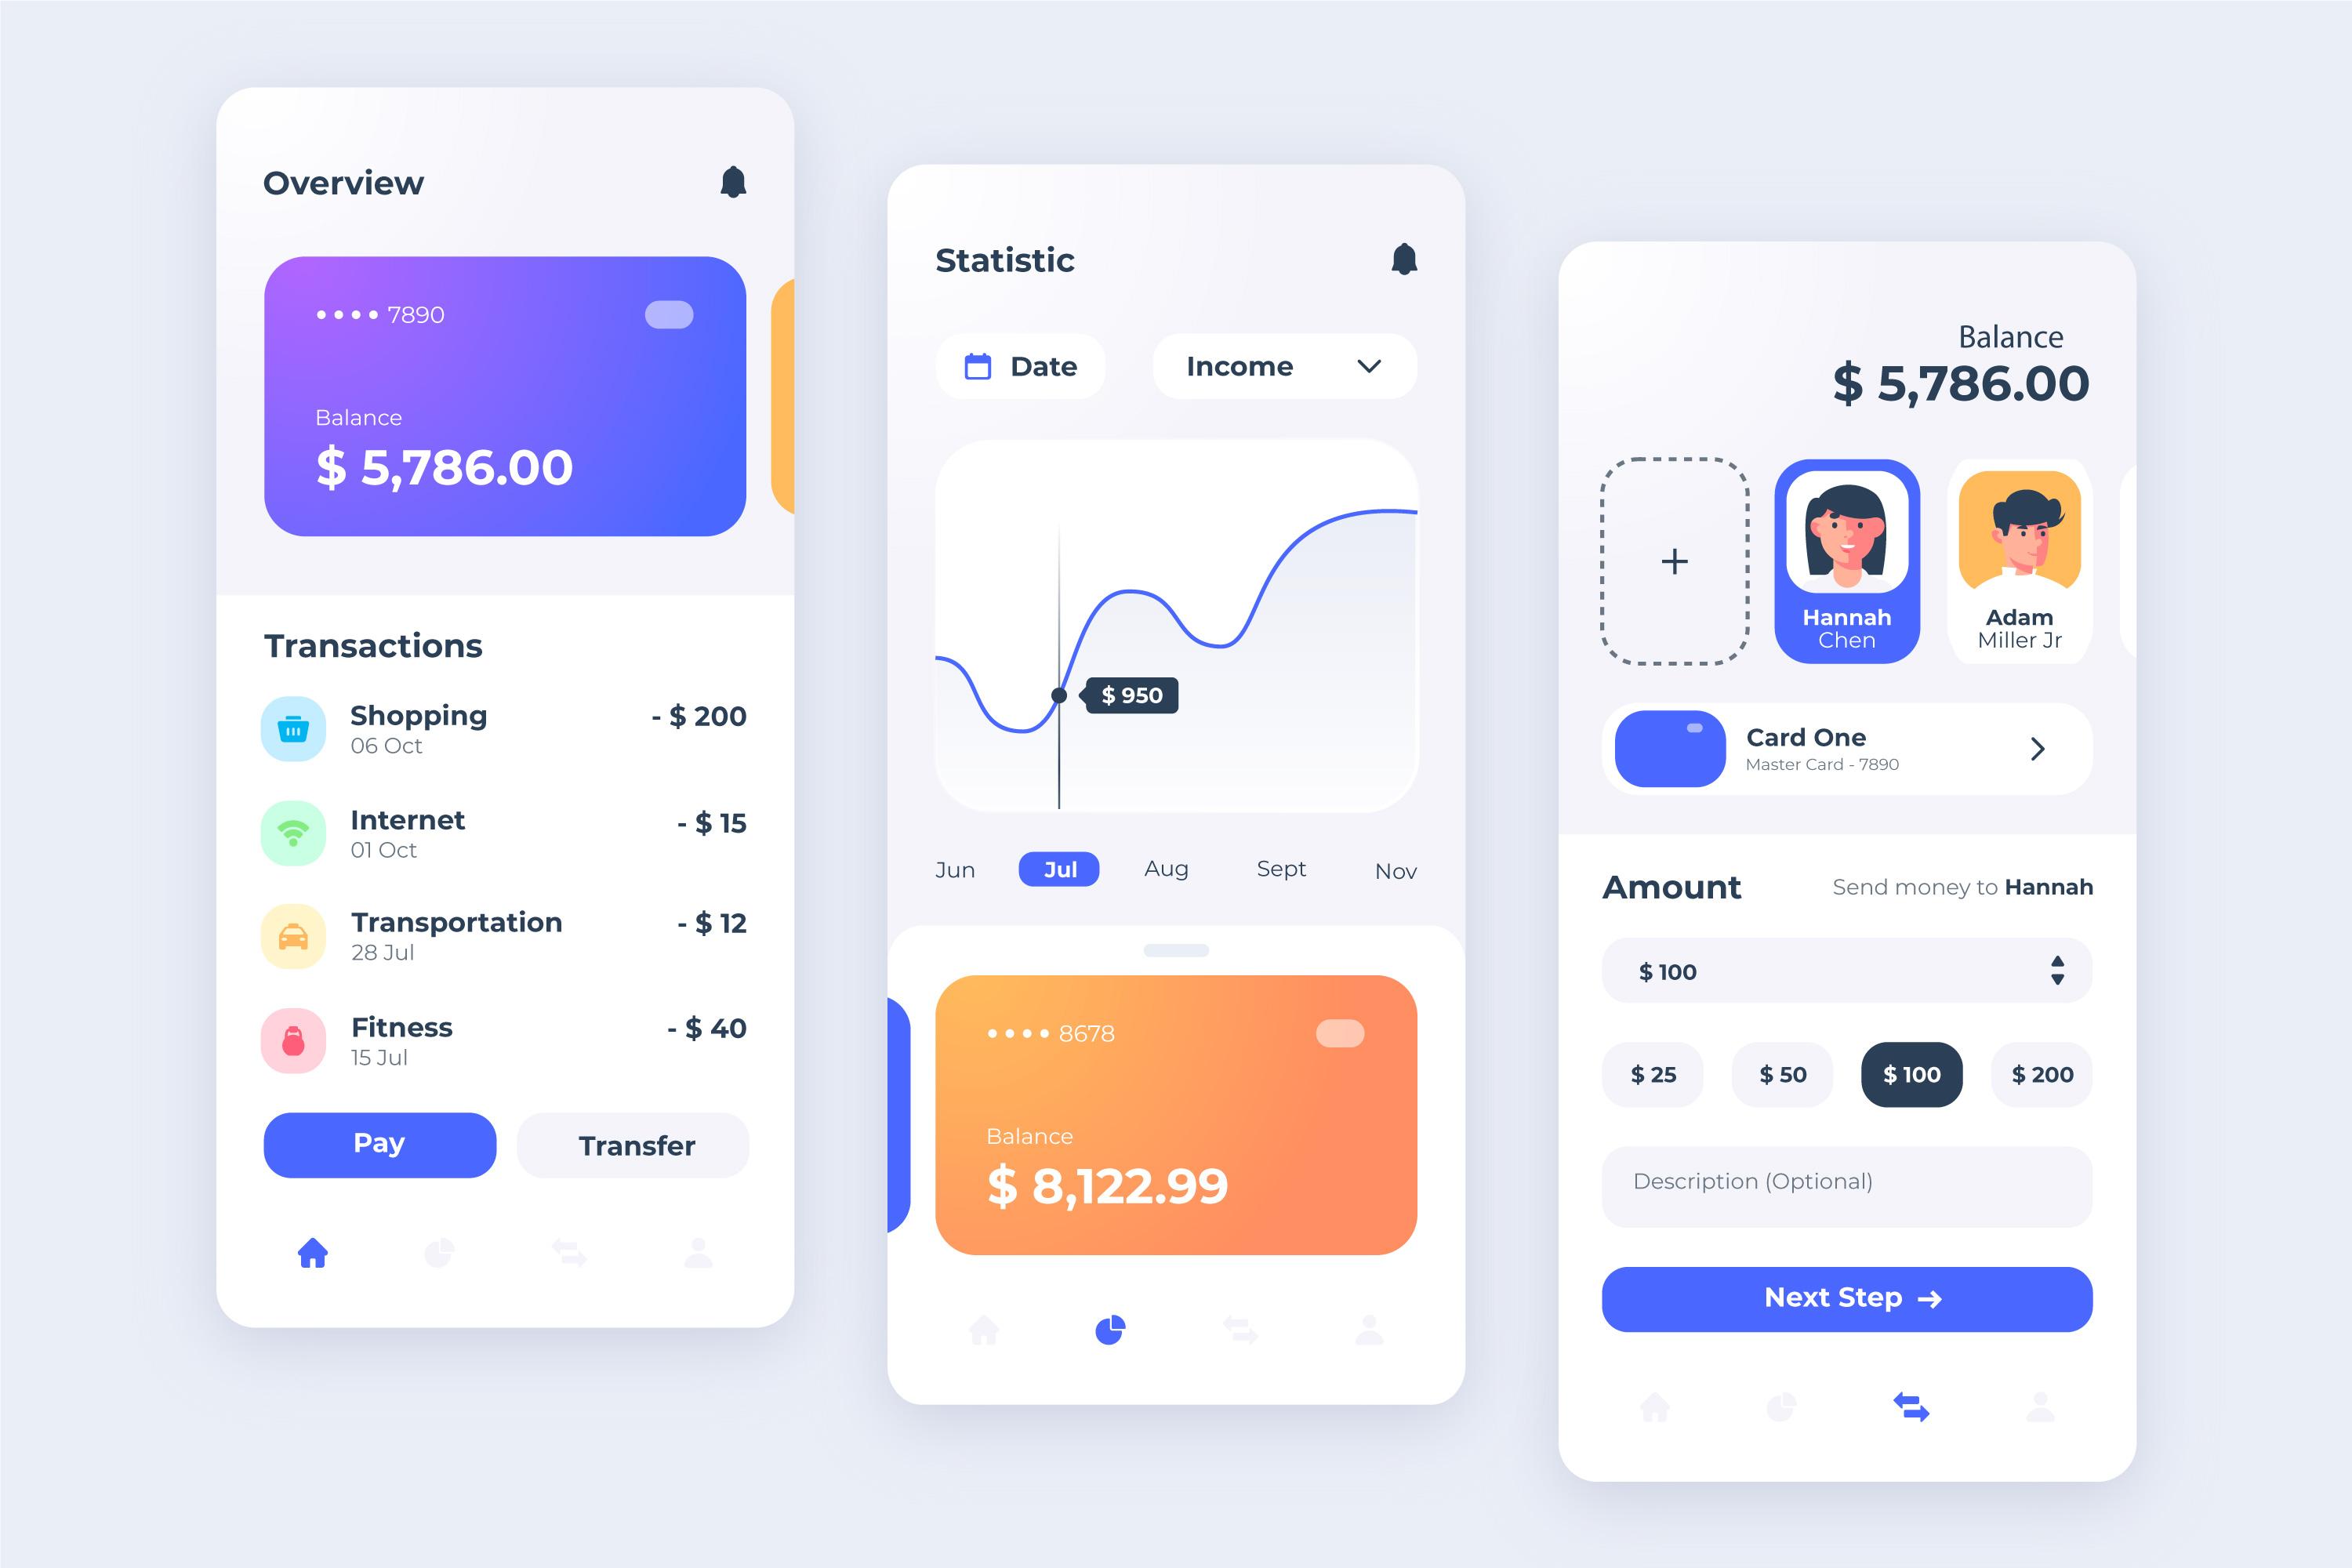 Overview
7890
Balance
$ 5,786.00
Transactions
Shopping
- $ 200
06 Oct
Internet
- $ 15
01 Oct
Transportation
- $ 12
28 Jul
Fitness
- $ 40
15 Jul
Pay
Transfer
Statistic
Date
Income
$ 950
Jun
Jul
Aug
Sept
Nov
8678
Balance
$ 8,122.99
Balance
$ 5,786.00
+
Hannah
Chen
Adam
Miller Jr
Card One
Master Card - 7890
Amount
Send money to Hannah
$ 100
$ 25
$ 50
$ 100
$ 200
Description (Optional)
Next Step →